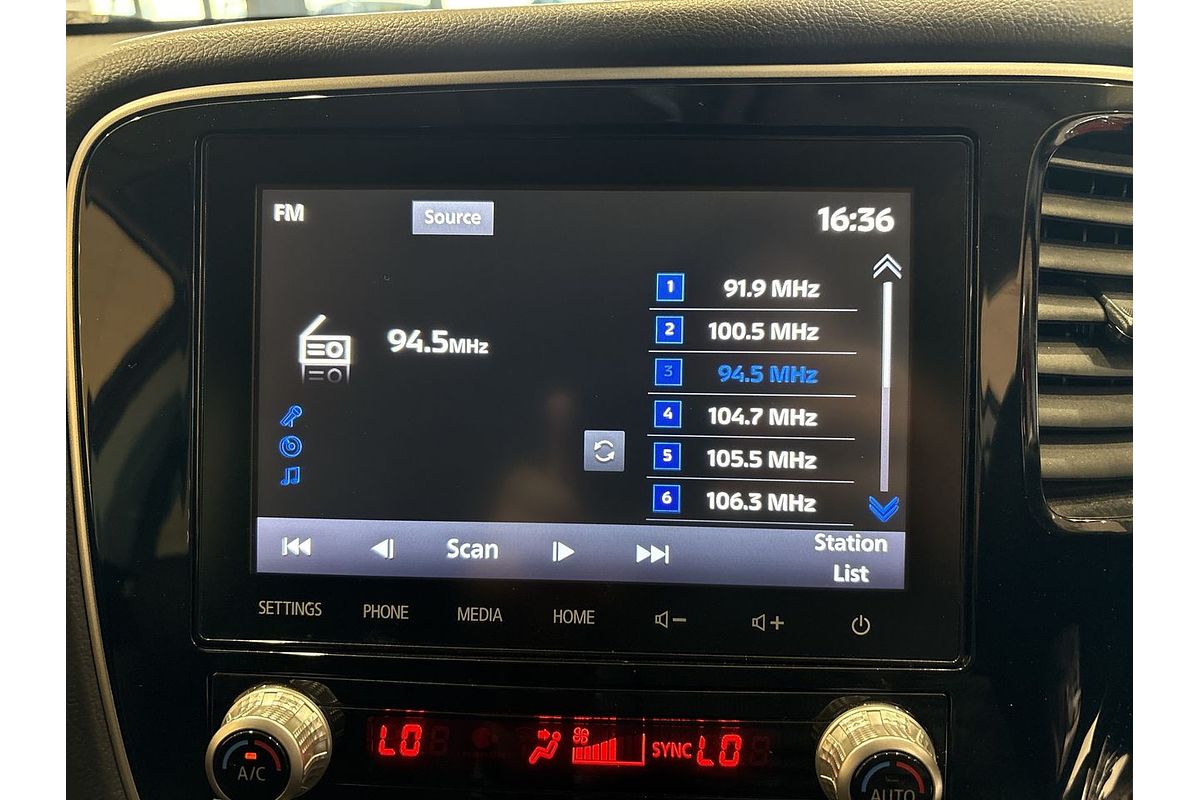 FM
Source
16:36
94.5MHz
1 91.9 MHz
2 100.5 MHz
3 94.5 MHz
4 104.7 MHz
5 105.5 MHz
6 106.3 MHz
Scan
Station
List
SETTINGS PHONE MEDIA HOME
LO
SYNC LO
A/C
AUTO